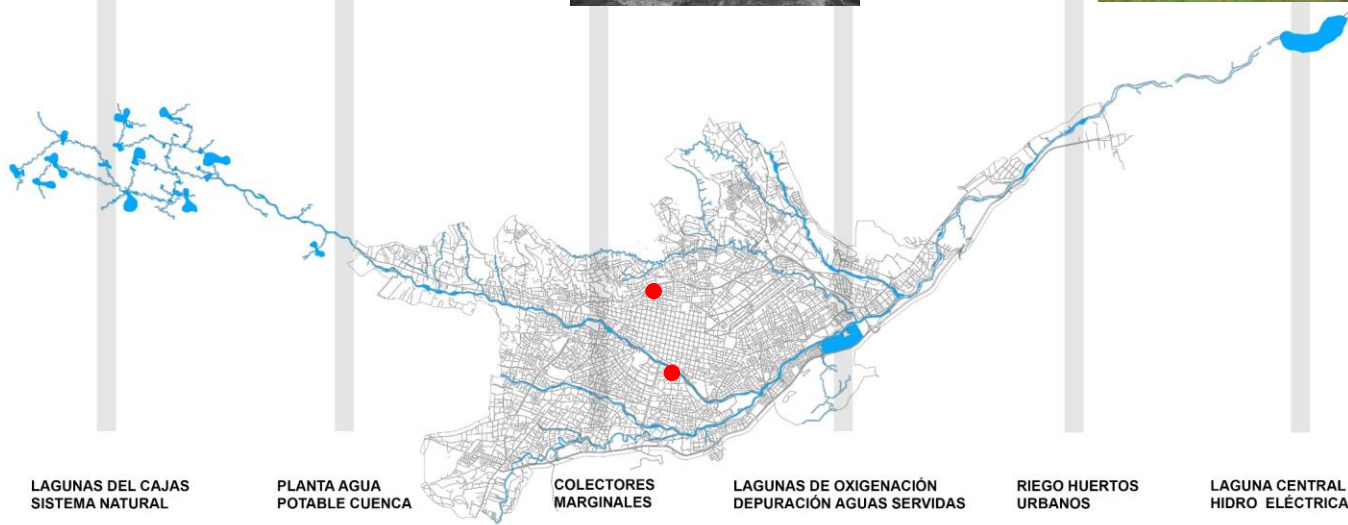 LAGUNAS DEL CAJAS
SISTEMA NATURAL
PLANTA AGUA
POTABLE CUENCA
COLECTORES
MARGINALES
LAGUNAS DE OXIGENACIÓN
DEPURACIÓN AGUAS SERVIDAS
RIEGO HUERTOS
URBANOS
LAGUNA CENTRAL
HIDRO ELÉCTRICA